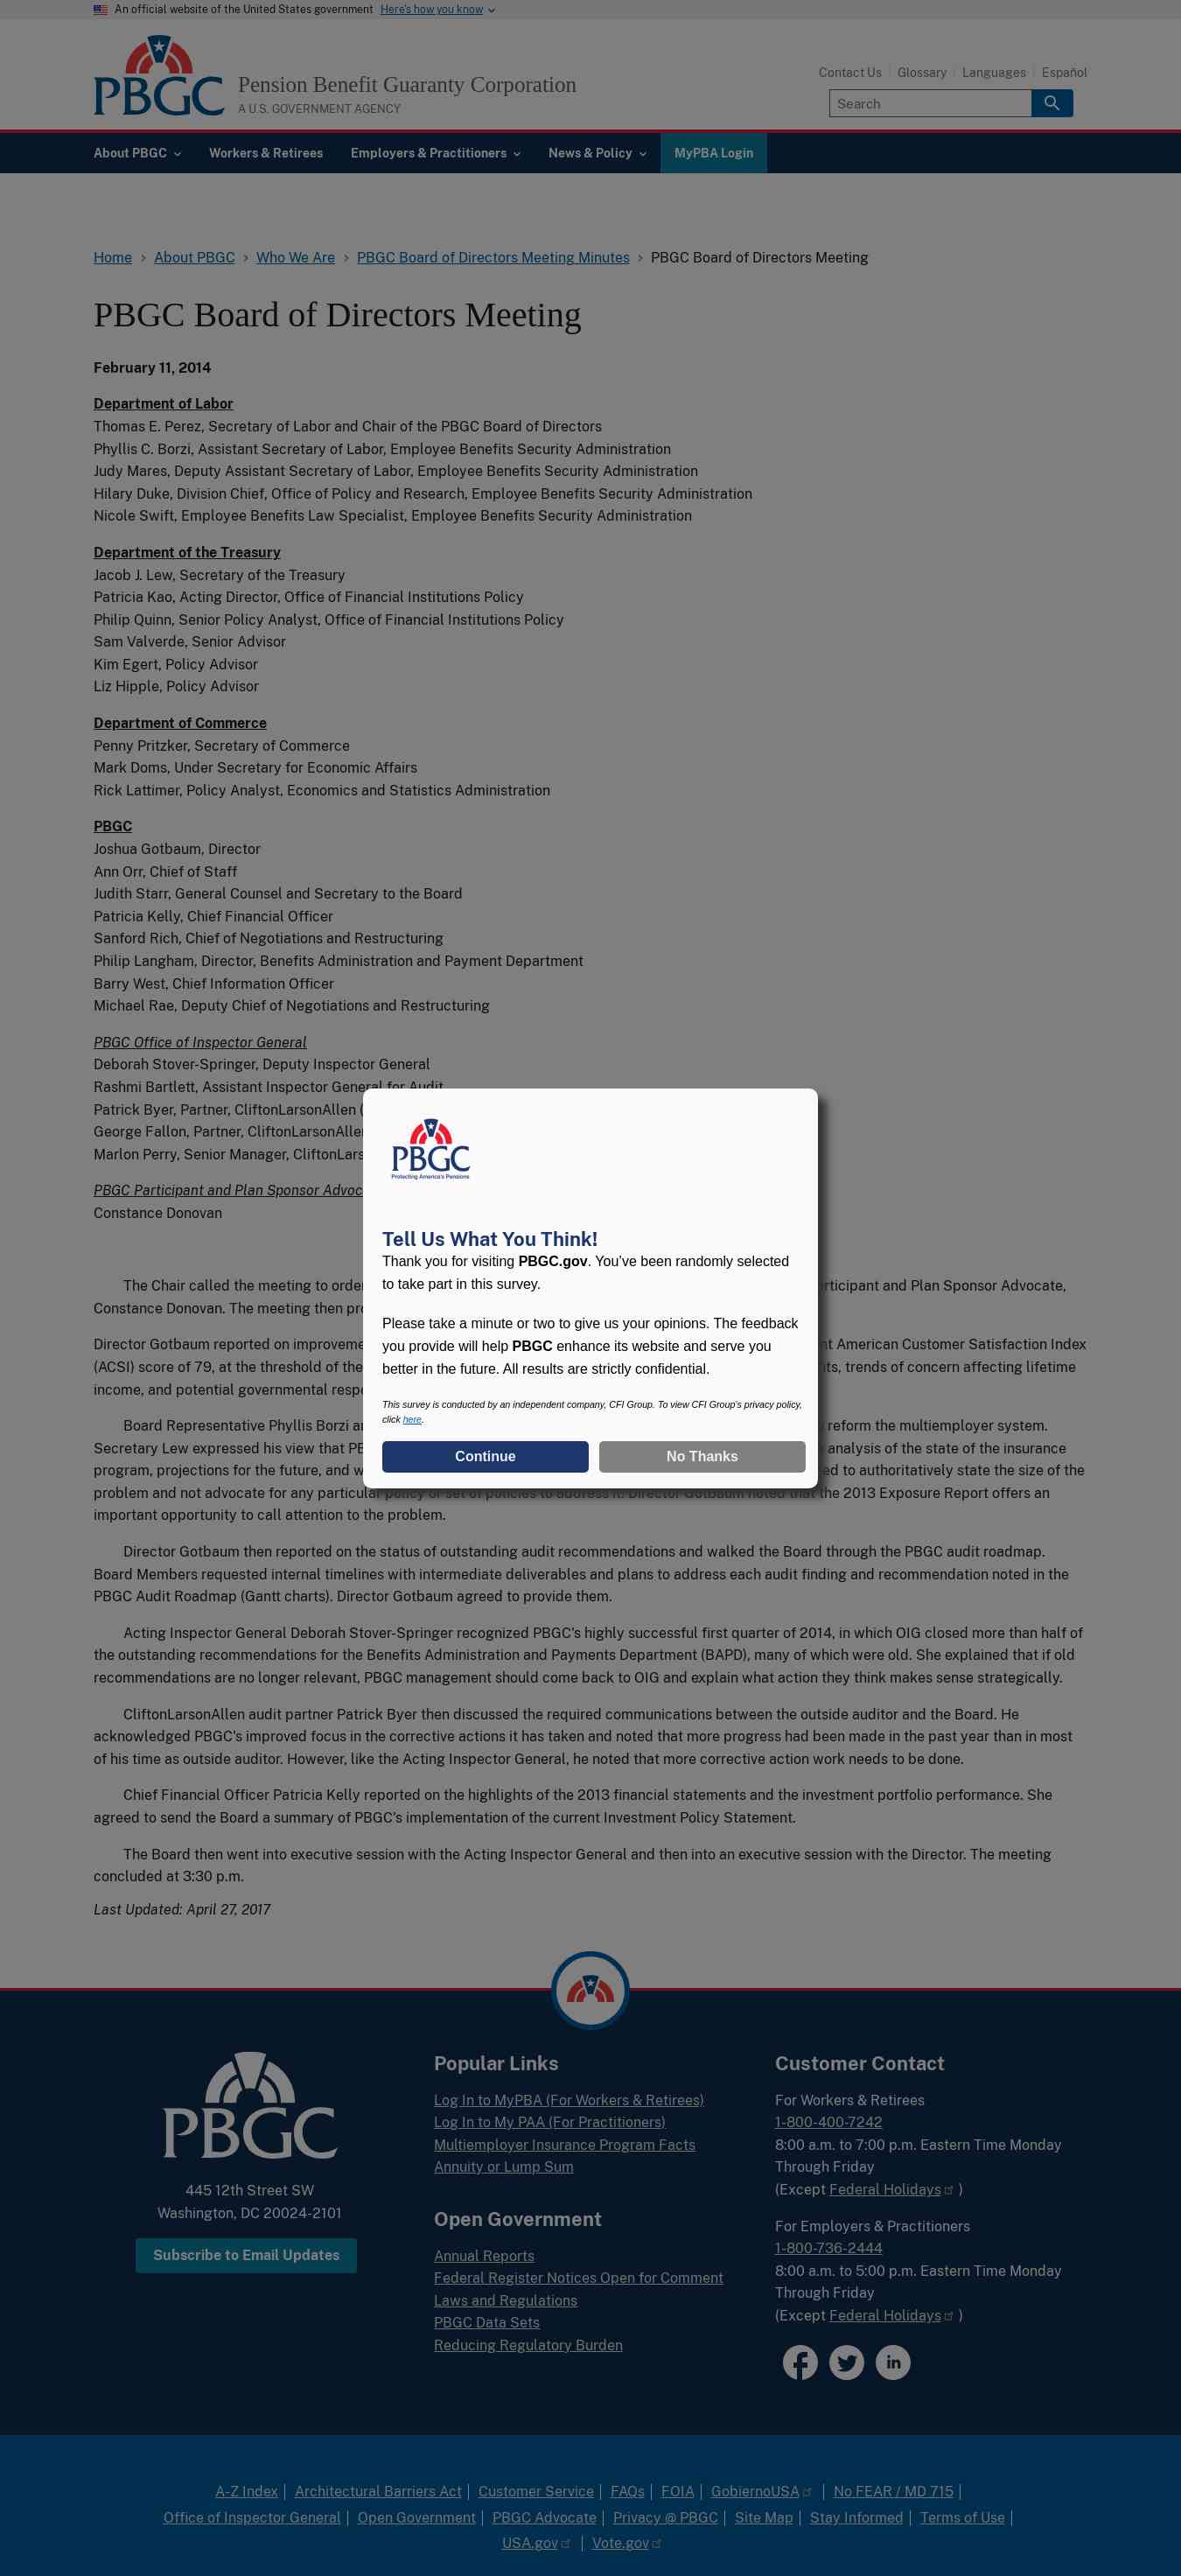 An official website of the United States government Here's how you know
PBGC
Pension Benefit Guaranty Corporation
A U.S. GOVERNMENT AGENCY
Contact Us Glossary Languages Español
Search
About PBGC Workers & Retirees Employers & Practitioners News & Policy MyPBA Login
Home About PBGC Who We Are PBGC Board of Directors Meeting Minutes PBGC Board of Directors Meeting
PBGC Board of Directors Meeting
February 11, 2014
Department of Labor
Thomas E. Perez, Secretary of Labor and Chair of the PBGC Board of Directors
Phyllis C. Borzi, Assistant Secretary of Labor, Employee Benefits Security Administration
Judy Mares, Deputy Assistant Secretary of Labor, Employee Benefits Security Administration
Hilary Duke, Division Chief, Office of Policy and Research, Employee Benefits Security Administration
Nicole Swift, Employee Benefits Law Specialist, Employee Benefits Security Administration
Department of the Treasury
Jacob J. Lew, Secretary of the Treasury
Patricia Kao, Acting Director, Office of Financial Institutions Policy
Philip Quinn, Senior Policy Analyst, Office of Financial Institutions Policy
Sam Valverde, Senior Advisor
Kim Egert, Policy Advisor
Liz Hipple, Policy Advisor
Department of Commerce
Penny Pritzker, Secretary of Commerce
Mark Doms, Under Secretary for Economic Affairs
Rick Lattimer, Policy Analyst, Economics and Statistics Administration
PBGC
Joshua Gotbaum, Director
Ann Orr, Chief of Staff
Judith Starr, General Counsel and Secretary to the Board
Patricia Kelly, Chief Financial Officer
Sanford Rich, Chief of Negotiations and Restructuring
Philip Langham, Director, Benefits Administration and Payment Department
Barry West, Chief Information Officer
Michael Rae, Deputy Chief of Negotiations and Restructuring
PBGC Office of Inspector General
Deborah Stover-Springer, Deputy Inspector General
Rashmi Bartlett, Assistant Inspector General for Audit
Patrick Byer, Partner, CliftonLarsonAllen (
George Fallon, Partner, CliftonLarsonAllen
Marlon Perry, Senior Manager, CliftonLars
PBGC Participant and Plan Sponsor Advoc
Constance Donovan
The Chair called the meeting to order articipant and Plan Sponsor Advocate,
Constance Donovan. The meeting then pr
Director Gotbaum reported on improveme nt American Customer Satisfaction Index
(ACSI) score of 79, at the threshold of the ts, trends of concern affecting lifetime
income, and potential governmental resp
Board Representative Phyllis Borzi a reform the multiemployer system.
Secretary Lew expressed his view that PB analysis of the state of the insurance
program, projections for the future, and w ed to authoritatively state the size of the
problem and not advocate for any particular policy or set of policies to address it. Director Gotbaum noted that the 2013 Exposure Report offers an
important opportunity to call attention to the problem.
Director Gotbaum then reported on the status of outstanding audit recommendations and walked the Board through the PBGC audit roadmap.
Board Members requested internal timelines with intermediate deliverables and plans to address each audit finding and recommendation noted in the
PBGC Audit Roadmap (Gantt charts). Director Gotbaum agreed to provide them.
Acting Inspector General Deborah Stover-Springer recognized PBGC's highly successful first quarter of 2014, in which OIG closed more than half of
the outstanding recommendations for the Benefits Administration and Payments Department (BAPD), many of which were old. She explained that if old
recommendations are no longer relevant, PBGC management should come back to OIG and explain what action they think makes sense strategically.
CliftonLarsonAllen audit partner Patrick Byer then discussed the required communications between the outside auditor and the Board. He
acknowledged PBGC's improved focus in the corrective actions it has taken and noted that more progress had been made in the past year than in most
of his time as outside auditor. However, like the Acting Inspector General, he noted that more corrective action work needs to be done.
Chief Financial Officer Patricia Kelly reported on highlights of the 2013 financial statements and the investment portfolio performance. She
agreed to send the Board a summary of PBGC's implementation of the current Investment Policy Statement.
The Board then went into executive session with the Acting Inspector General and then into an executive session with the Director. The meeting
concluded at 3:30 p.m.
Last Updated: April 27, 2017
PBGC
Protecting America's Pensions
Tell Us What You Think!
Thank you for visiting PBGC.gov. You've been randomly selected
to take part in this survey.
Please take a minute or two to give us your opinions. The feedback
you provide will help PBGC enhance its website and serve you
better in the future. All results are strictly confidential.
This survey is conducted by an independent company, CFI Group. To view CFI Group's privacy policy,
click here.
Continue No Thanks
PBGC
445 12th Street SW
Washington, DC 20024-2101
Subscribe to Email Updates
Popular Links
Log In to MyPBA (For Workers & Retirees)
Log In to My PAA (For Practitioners)
Multiemployer Insurance Program Facts
Annuity or Lump Sum
Open Government
Annual Reports
Federal Register Notices Open for Comment
Laws and Regulations
PBGC Data Sets
Reducing Regulatory Burden
Customer Contact
For Workers & Retirees
1-800-400-7242
8:00 a.m. to 7:00 p.m. Eastern Time Monday
Through Friday
(Except Federal Holidays )
For Employers & Practitioners
1-800-736-2444
8:00 a.m. to 5:00 p.m. Eastern Time Monday
Through Friday
(Except Federal Holidays )
A-Z Index Architectural Barriers Act Customer Service FAQs FOIA GobiernoUSA No FEAR / MD 715
Office of Inspector General Open Government PBGC Advocate Privacy @ PBGC Site Map Stay Informed Terms of Use
USA.gov Vote.gov